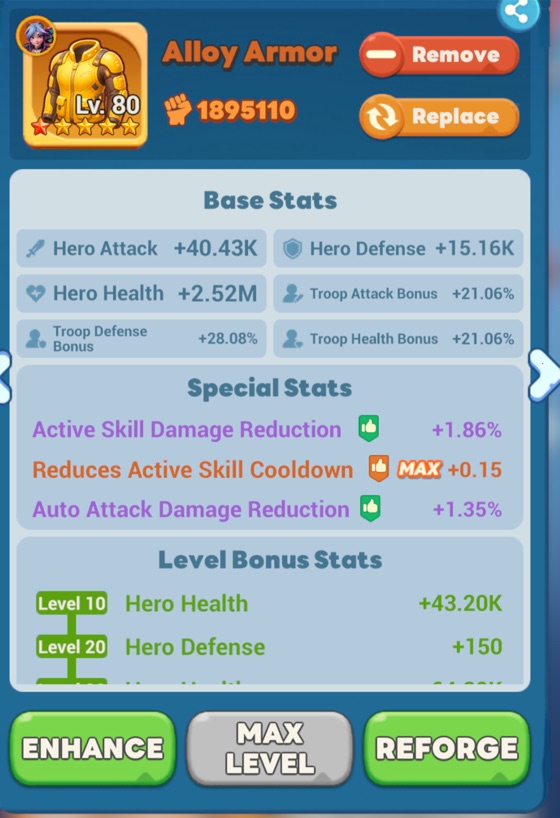 Alloy Armor
Lv. 80
1895110
Remove
Replace
Base Stats
Hero Attack +40.43K
Hero Defense +15.16K
Hero Health +2.52M
Troop Attack Bonus +21.06%
Troop Defense
Bonus +28.08%
Troop Health Bonus +21.06%
Special Stats
Active Skill Damage Reduction +1.86%
Reduces Active Skill Cooldown MAX +0.15
Auto Attack Damage Reduction +1.35%
Level Bonus Stats
Level 10 Hero Health +43.20K
Level 20 Hero Defense +150
ENHANCE
MAX
LEVEL
REFORGE